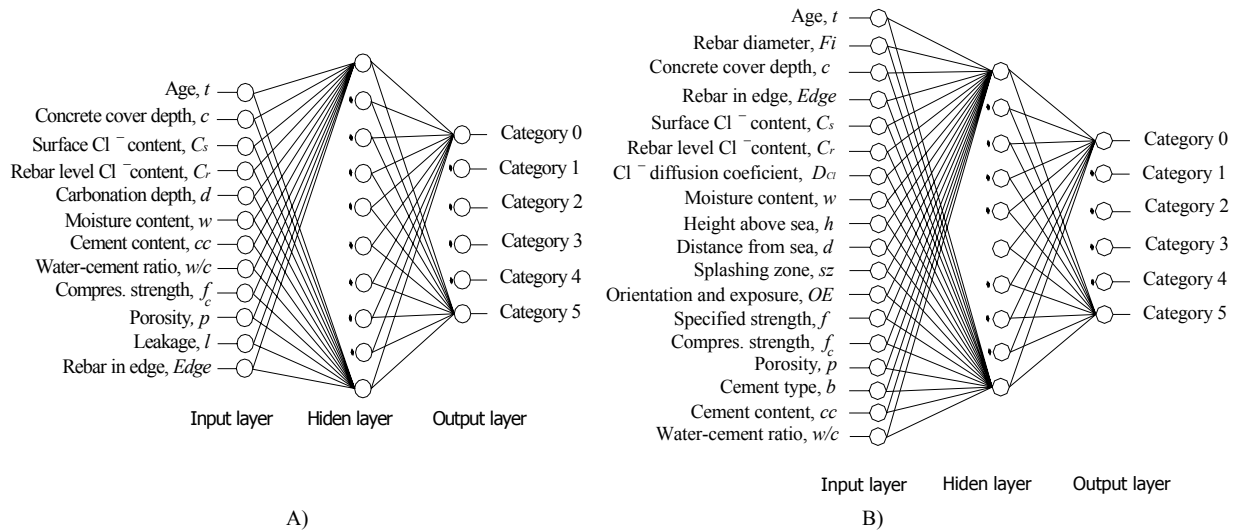 Age, t
Concrete cover depth, c
Surface Cl⁻ content, Cs
Rebar level Cl⁻ content, Cr
Carbonation depth, d
Moisture content, w
Cement content, cc
Water-cement ratio, w/c
Compres. strength, fc
Porosity, p
Leakage, l
Rebar in edge, Edge
Category 0
Category 1
Category 2
Category 3
Category 4
Category 5
Input layer
Hiden layer
Output layer
A)
Age, t
Rebar diameter, Fi
Concrete cover depth, c
Rebar in edge, Edge
Surface Cl⁻ content, Cs
Rebar level Cl⁻ content, Cr
Cl⁻ diffusion coeficient, DCl
Moisture content, w
Height above sea, h
Distance from sea, d
Splashing zone, sz
Orientation and exposure, OE
Specified strength, f
Compres. strength, fc
Porosity, p
Cement type, b
Cement content, cc
Water-cement ratio, w/c
Category 0
Category 1
Category 2
Category 3
Category 4
Category 5
Input layer
Hiden layer
Output layer
B)